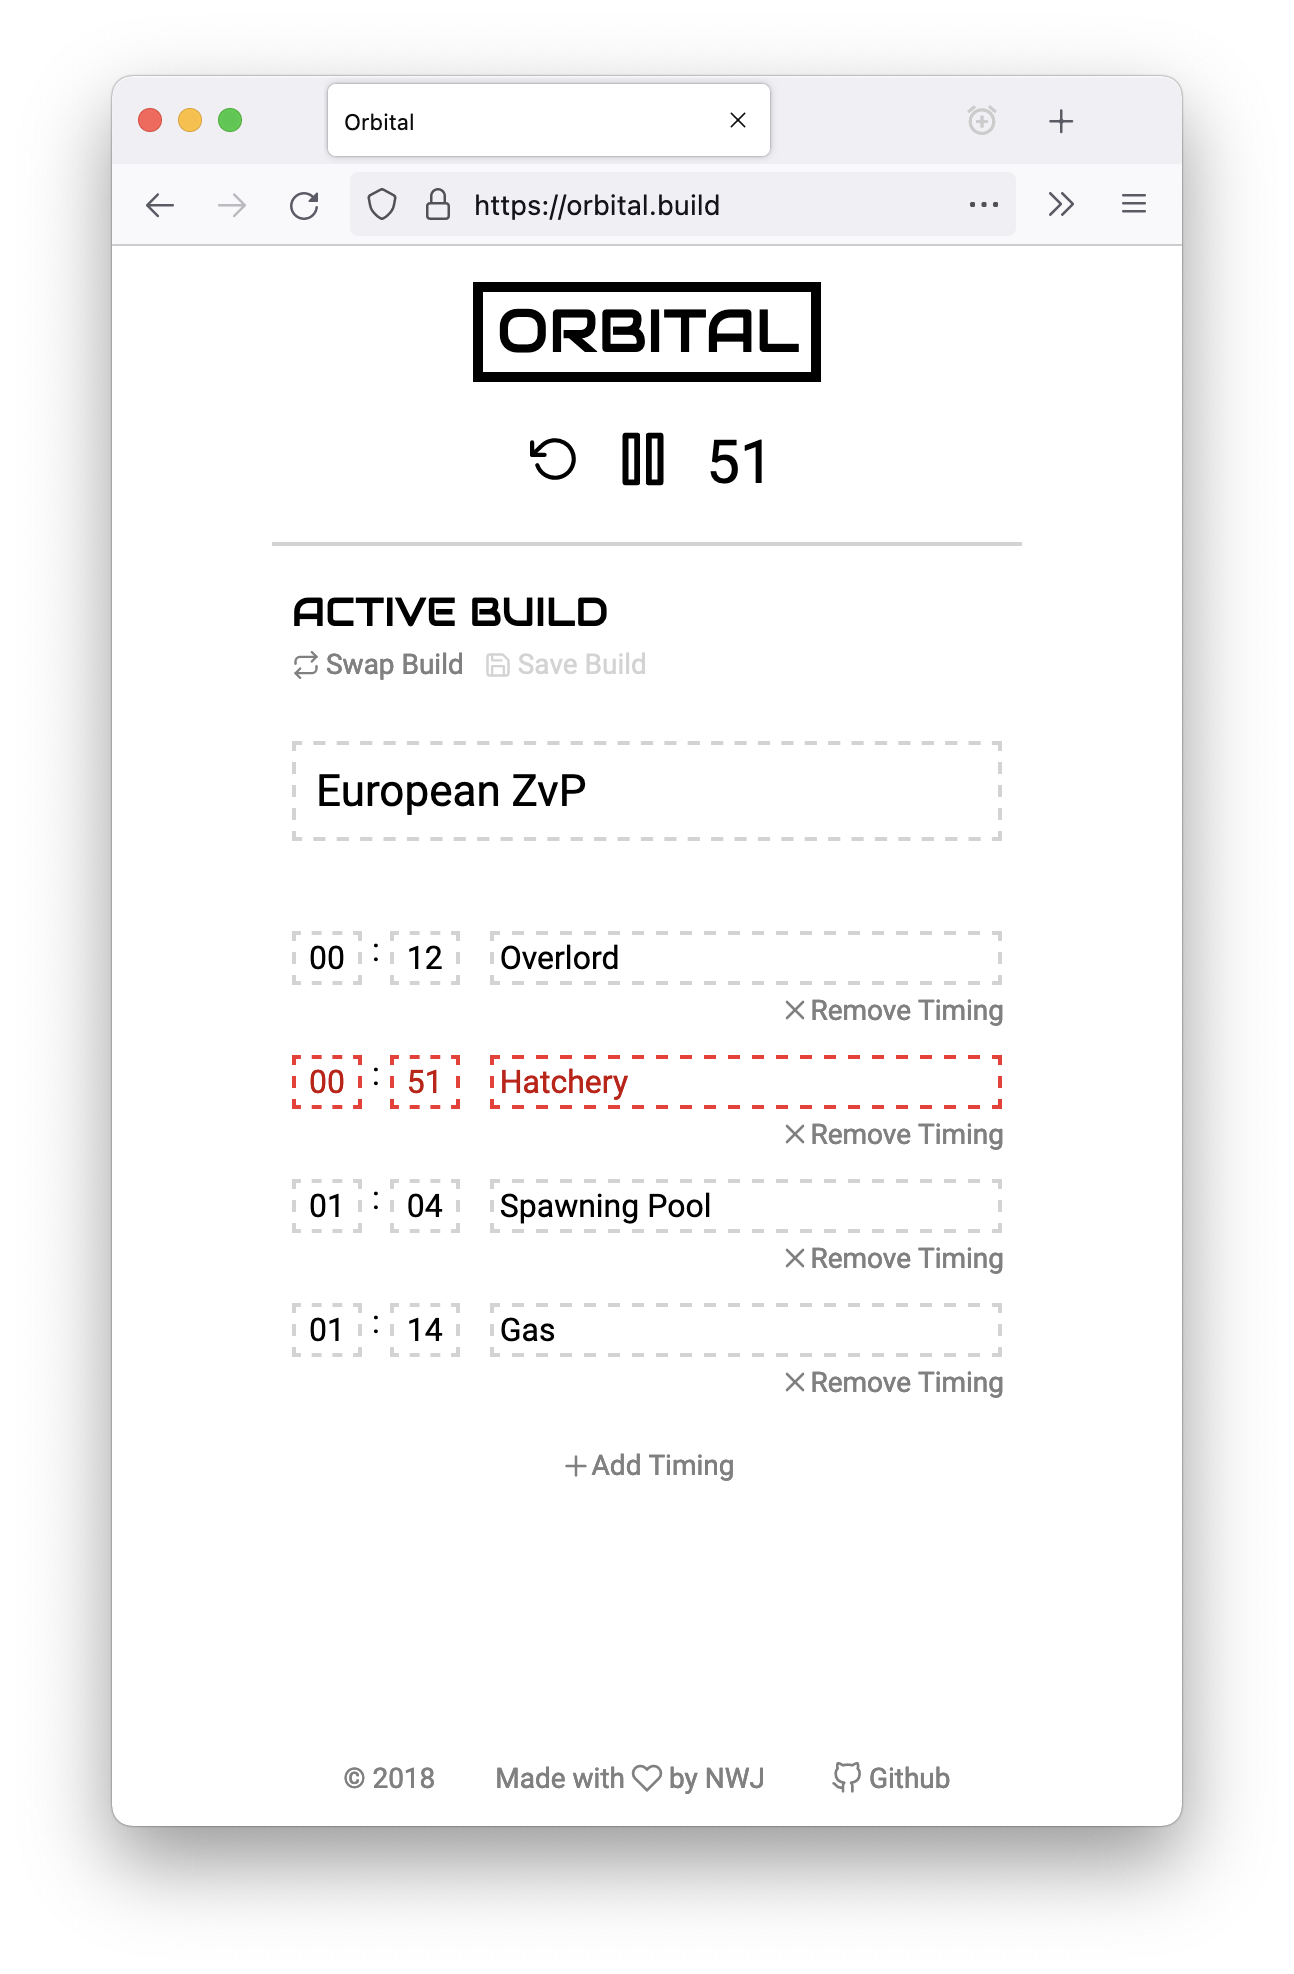 Orbital
https://orbital.build
ORBITAL
51
ACTIVE BUILD
Swap Build Save Build
European ZvP
00 : 12 Overlord
Remove Timing
00 : 51 Hatchery
Remove Timing
01 : 04 Spawning Pool
Remove Timing
01 : 14 Gas
Remove Timing
Add Timing
© 2018 Made with by NWJ Github